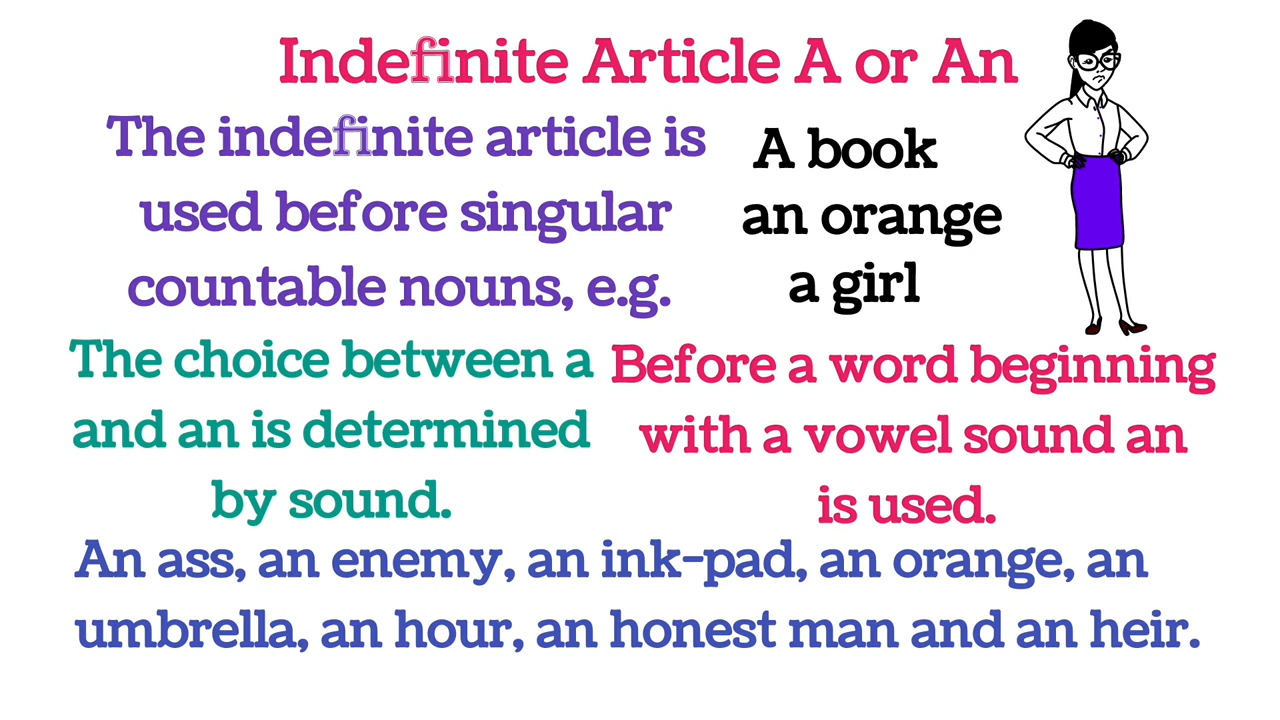 Indefinite Article A or An
The indefinite article is
used before singular
countable nouns, e.g.
A book
an orange
a girl
The choice between a
and an is determined
by sound.
Before a word beginning
with a vowel sound an
is used.
An ass, an enemy, an ink-pad, an orange, an
umbrella, an hour, an honest man and an heir.